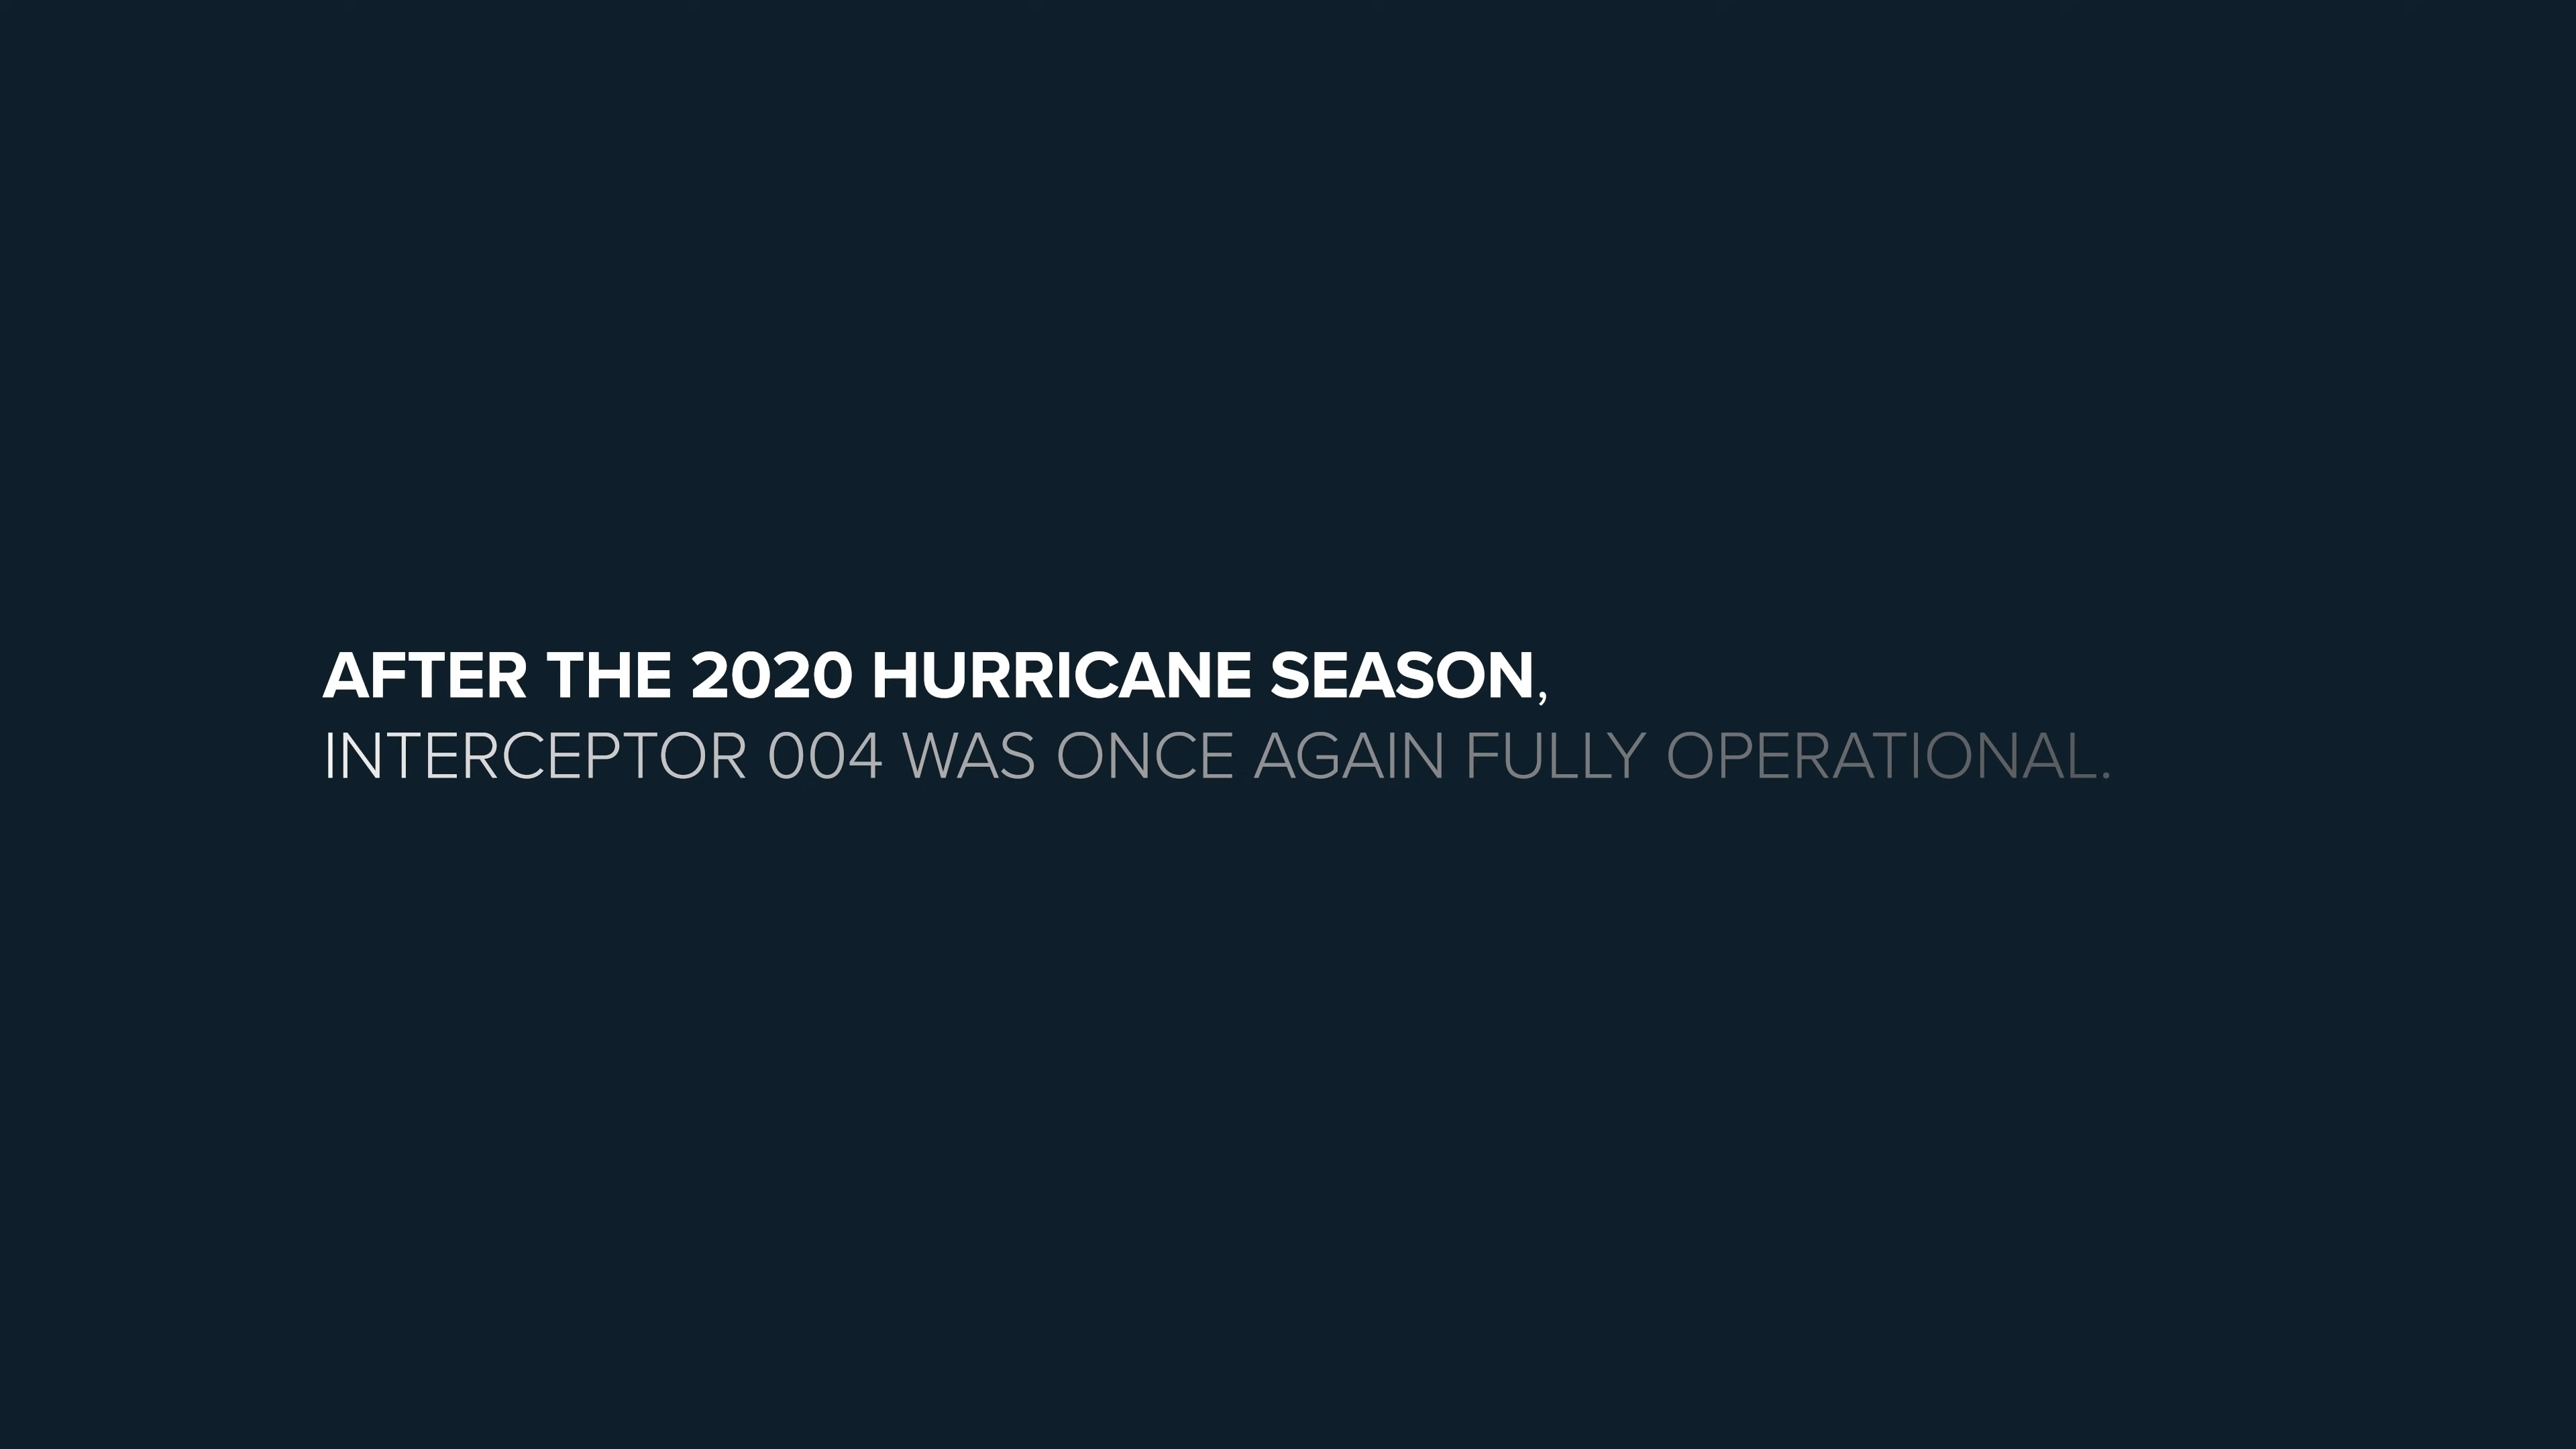 AFTER THE 2020 HURRICANE SEASON,
INTERCEPTOR 004 WAS ONCE AGAIN FULLY OPERATIONAL.